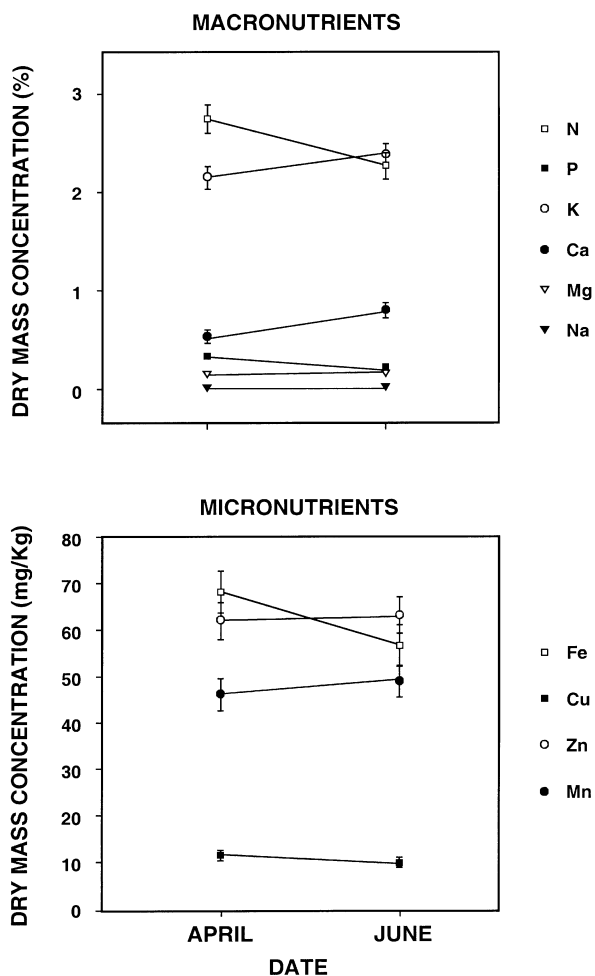 MACRONUTRIENTS
DRY MASS CONCENTRATION (%)
3
2
1
0
N
P
K
Ca
Mg
Na
MICRONUTRIENTS
DRY MASS CONCENTRATION (mg/Kg)
80
70
60
50
40
30
20
10
0
Fe
Cu
Zn
Mn
APRIL JUNE
DATE